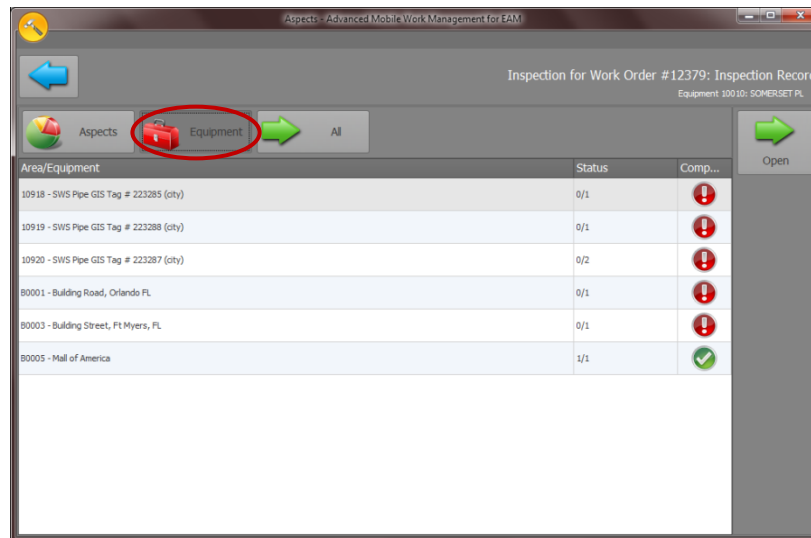 Aspects - Advanced Mobile Work Management for EAM
Inspection for Work Order #12379: Inspection Record
Equipment 10010: SOMERSET PL
Aspects Equipment All
Open
Area/Equipment Status Comp...
10918 - SWS Pipe GIS Tag # 223285 (city) 0/1
10919 - SWS Pipe GIS Tag # 223288 (city) 0/1
10920 - SWS Pipe GIS Tag # 223287 (city) 0/2
B0001 - Building Road, Orlando FL 0/1
B0003 - Building Street, Ft Myers, FL 0/1
B0005 - Mall of America 1/1